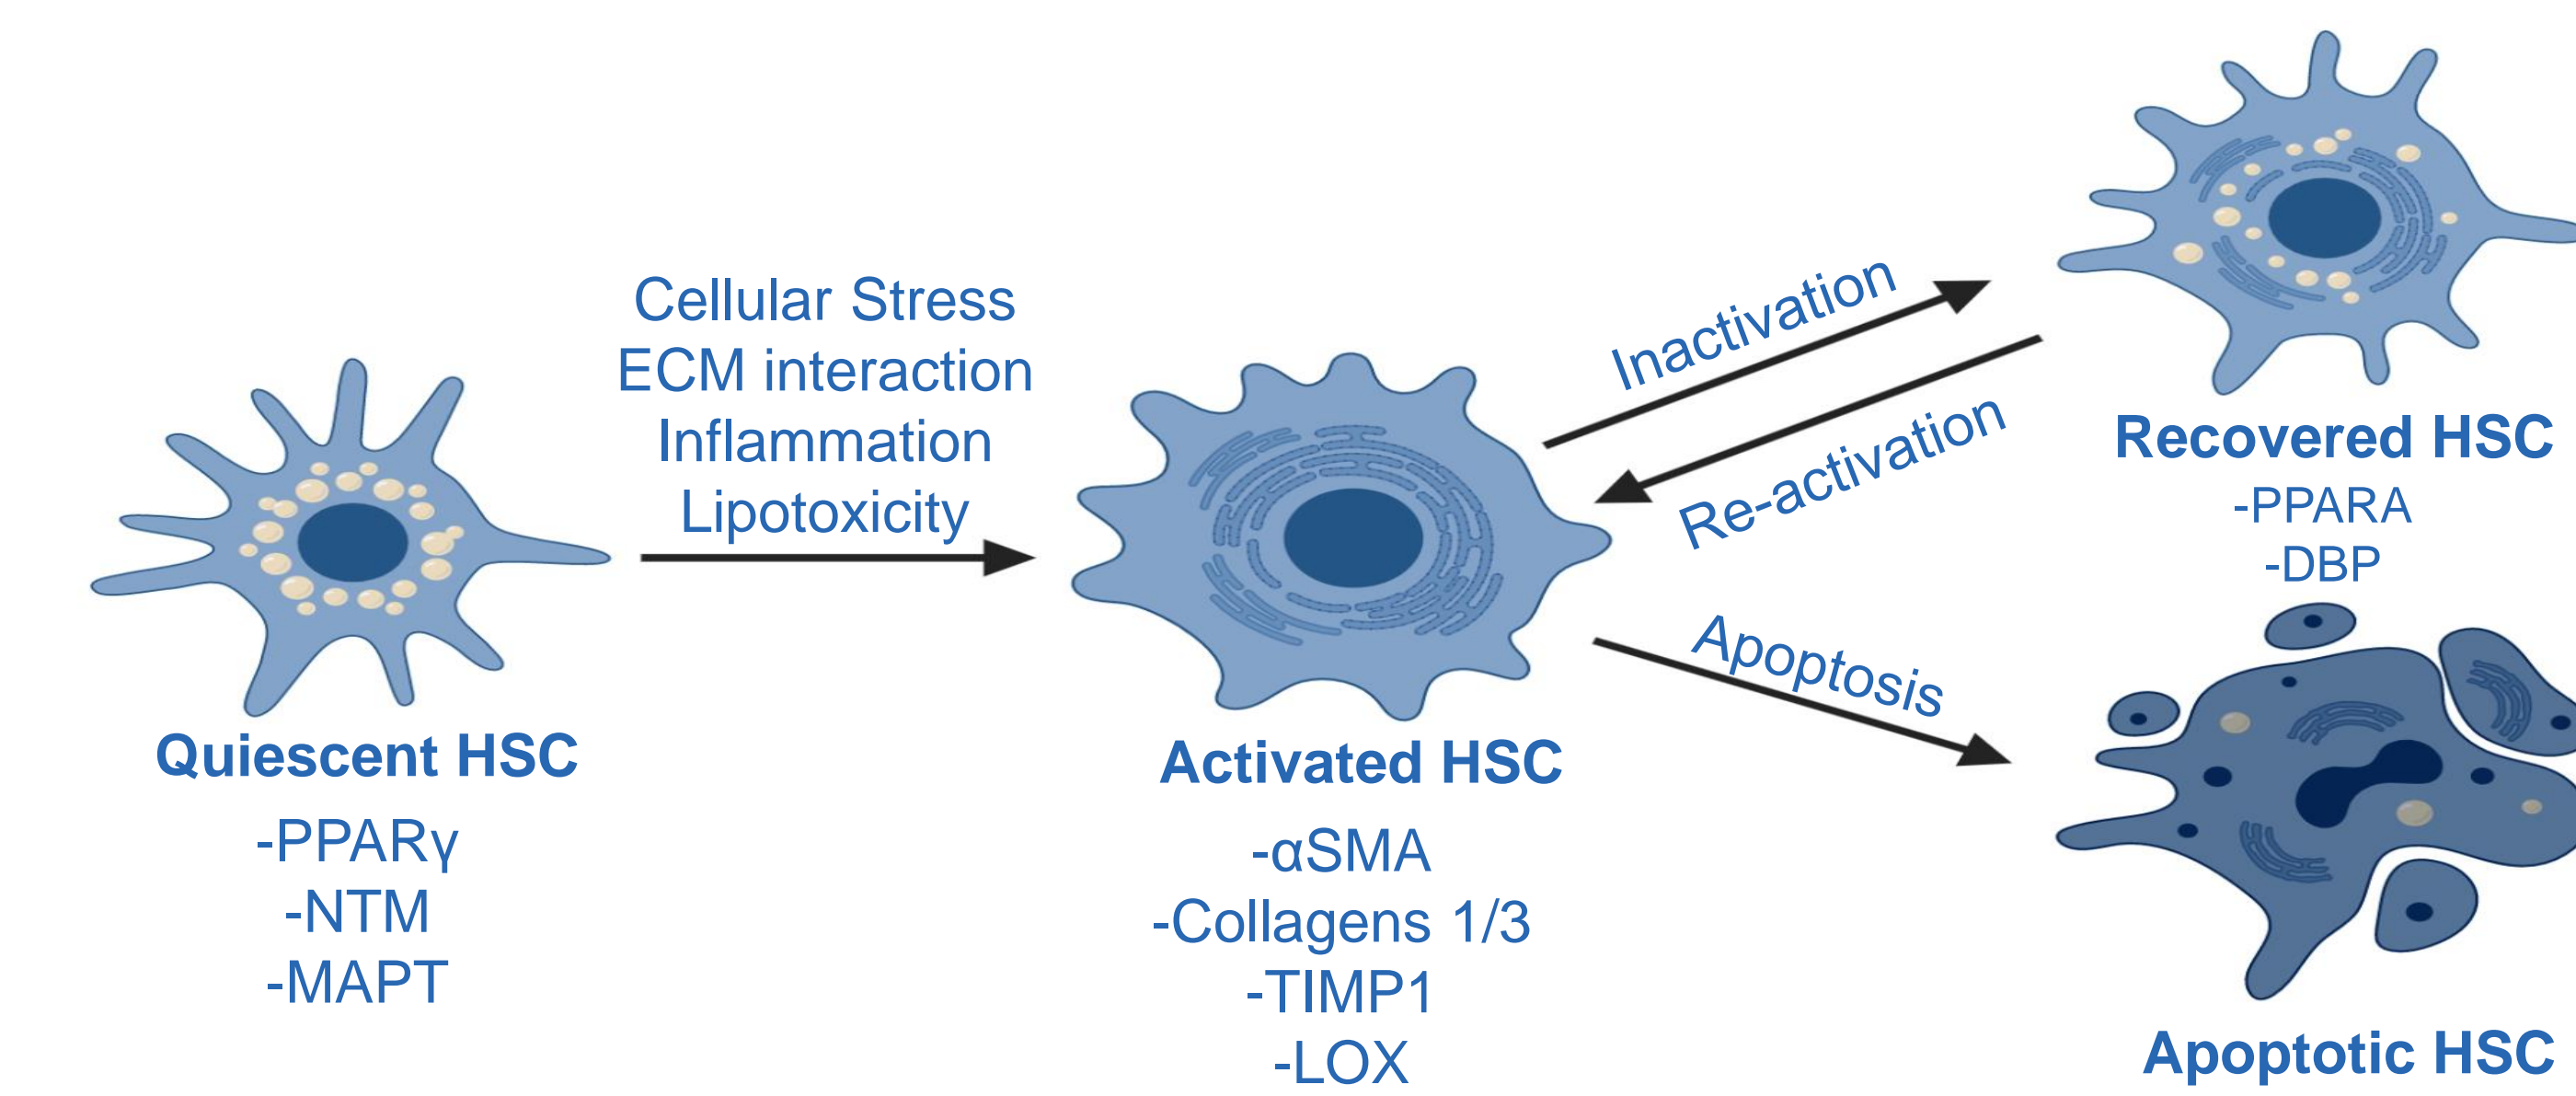 Cellular Stress
ECM interaction
Inflammation
Lipotoxicity
Quiescent HSC
-PPARγ
-NTM
-MAPT
Activated HSC
-αSMA
-Collagens 1/3
-TIMP1
-LOX
Inactivation
Re-activation
Apoptosis
Recovered HSC
-PPARA
-DBP
Apoptotic HSC